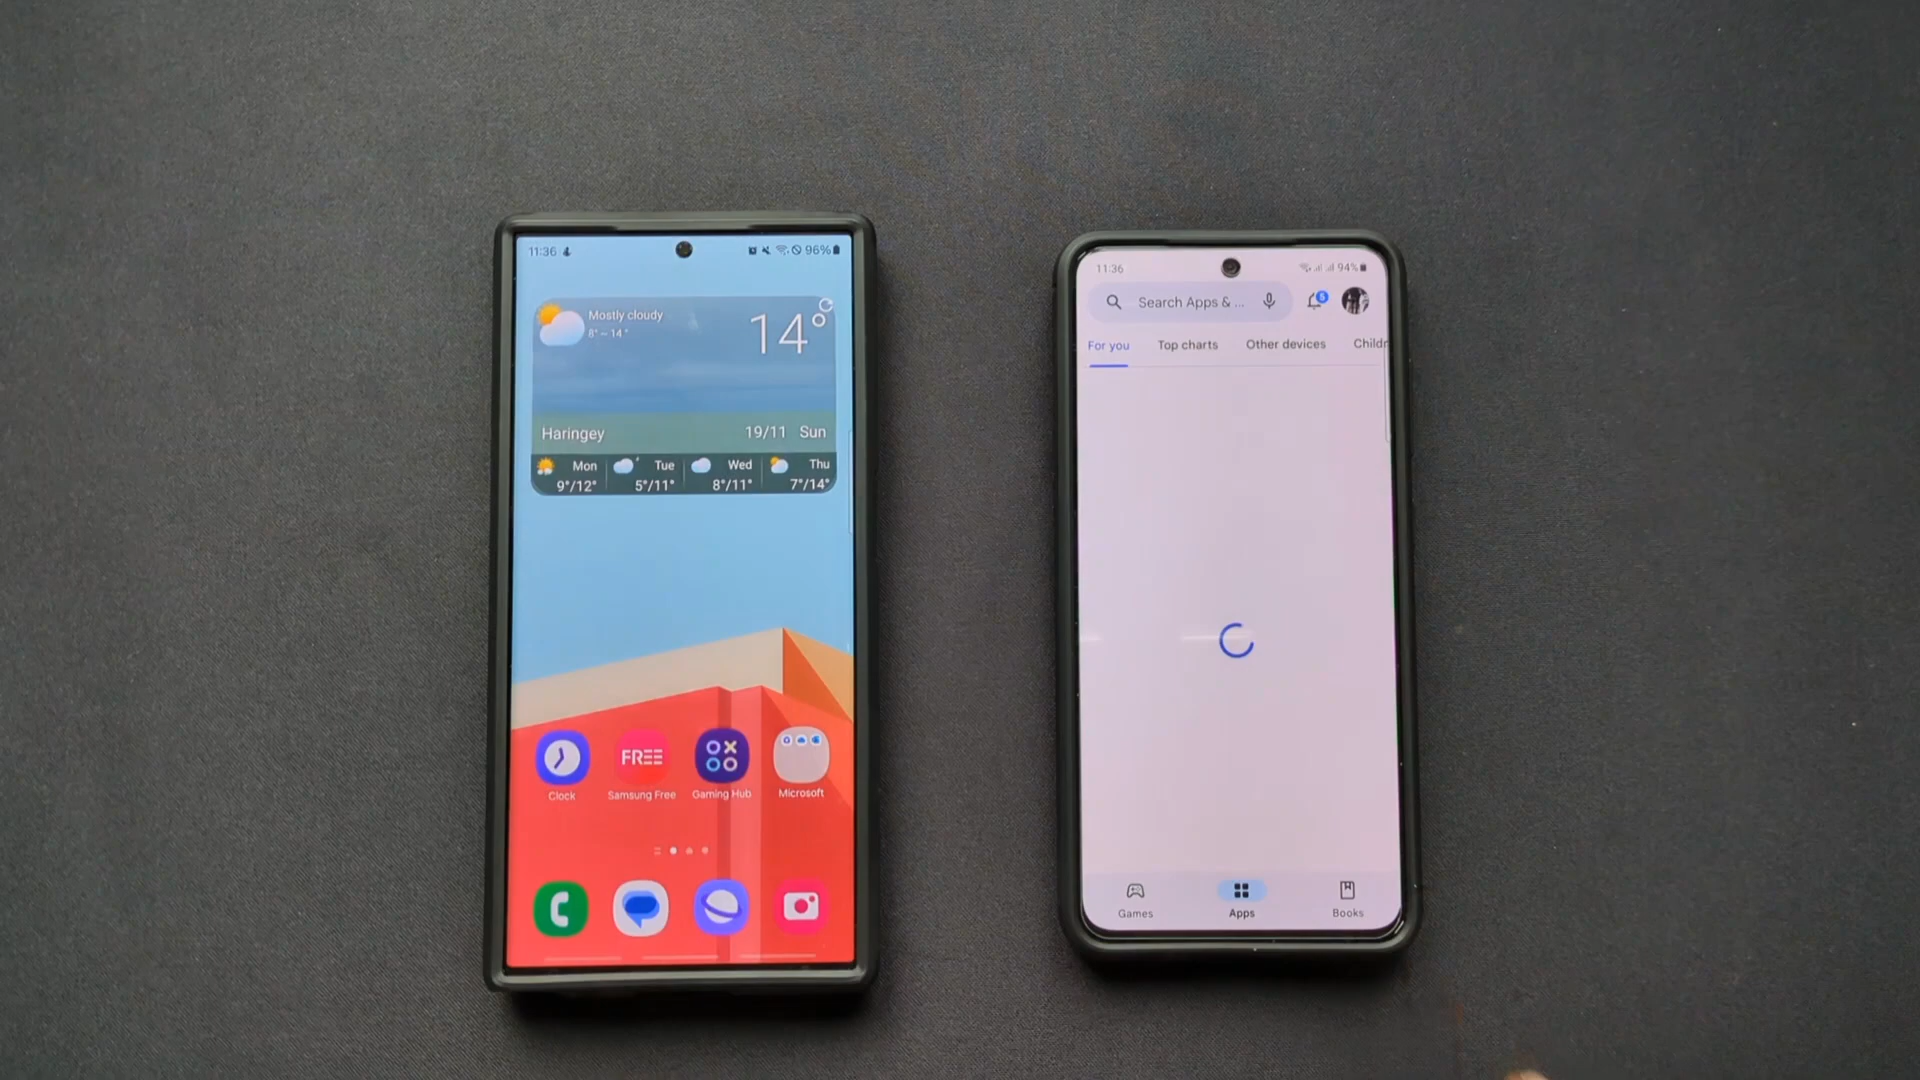 11:36
96%
Mostly cloudy
8° ~ 14°
14°
Haringey
19/11 Sun
Mon
Tue
Wed
Thu
9°/12°
5°/11°
8°/11°
7°/14°
FREE
Clock
Samsung Free
Gaming Hub
Microsoft
11:36
94%
Search Apps & ...
5
For you
Top charts
Other devices
Childr
Games
Apps
Books